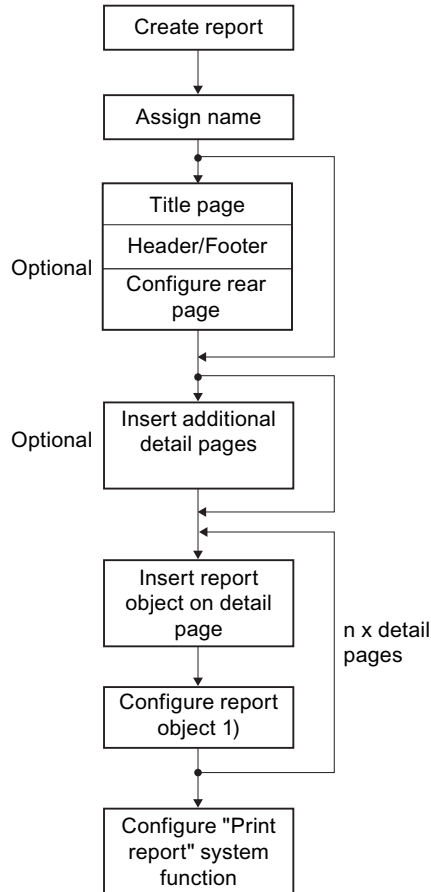 Create report
Assign name
Title page
Header/Footer
Optional
Configure rear
page
Optional
Insert additional
detail pages
Insert report
object on detail
page
n x detail
pages
Configure report
object 1)
Configure "Print
report" system
function